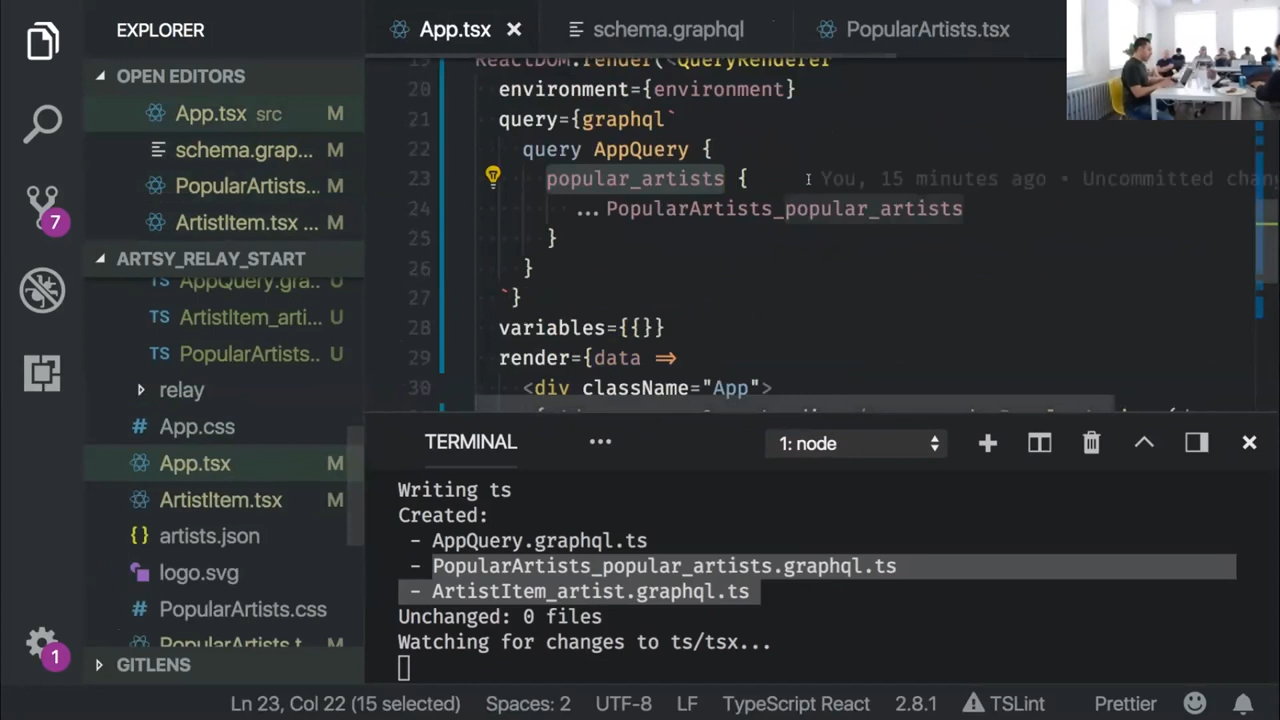 EXPLORER
OPEN EDITORS
App.tsx src M
schema.grap... M
PopularArtists... M
ArtistItem.tsx ... M
ARTSY_RELAY_START
TS AppQuery.gra.. U
TS ArtistItem_arti... U
TS PopularArtists.. U
relay
# App.css
App.tsx M
ArtistItem.tsx M
{} artists.json
logo.svg
# PopularArtists.css
PopularArtists.t... M
GITLENS
7
1
App.tsx
schema.graphql
PopularArtists.tsx
19 ReactDOM.render(<QueryRenderer
20 environment={environment}
21 query={graphql`
22 query AppQuery {
23 popular_artists { You, 15 minutes ago • Uncommitted chan
24 ...PopularArtists_popular_artists
25 }
26 }
27 `}
28 variables={{}}
29 render={data =>
30 <div className="App">
TERMINAL
••• 1: node
Writing ts
Created:
- AppQuery.graphql.ts
- PopularArtists_popular_artists.graphql.ts
- ArtistItem_artist.graphql.ts
Unchanged: 0 files
Watching for changes to ts/tsx...
Ln 23, Col 22 (15 selected) Spaces: 2 UTF-8 LF TypeScript React 2.8.1 TSLint Prettier